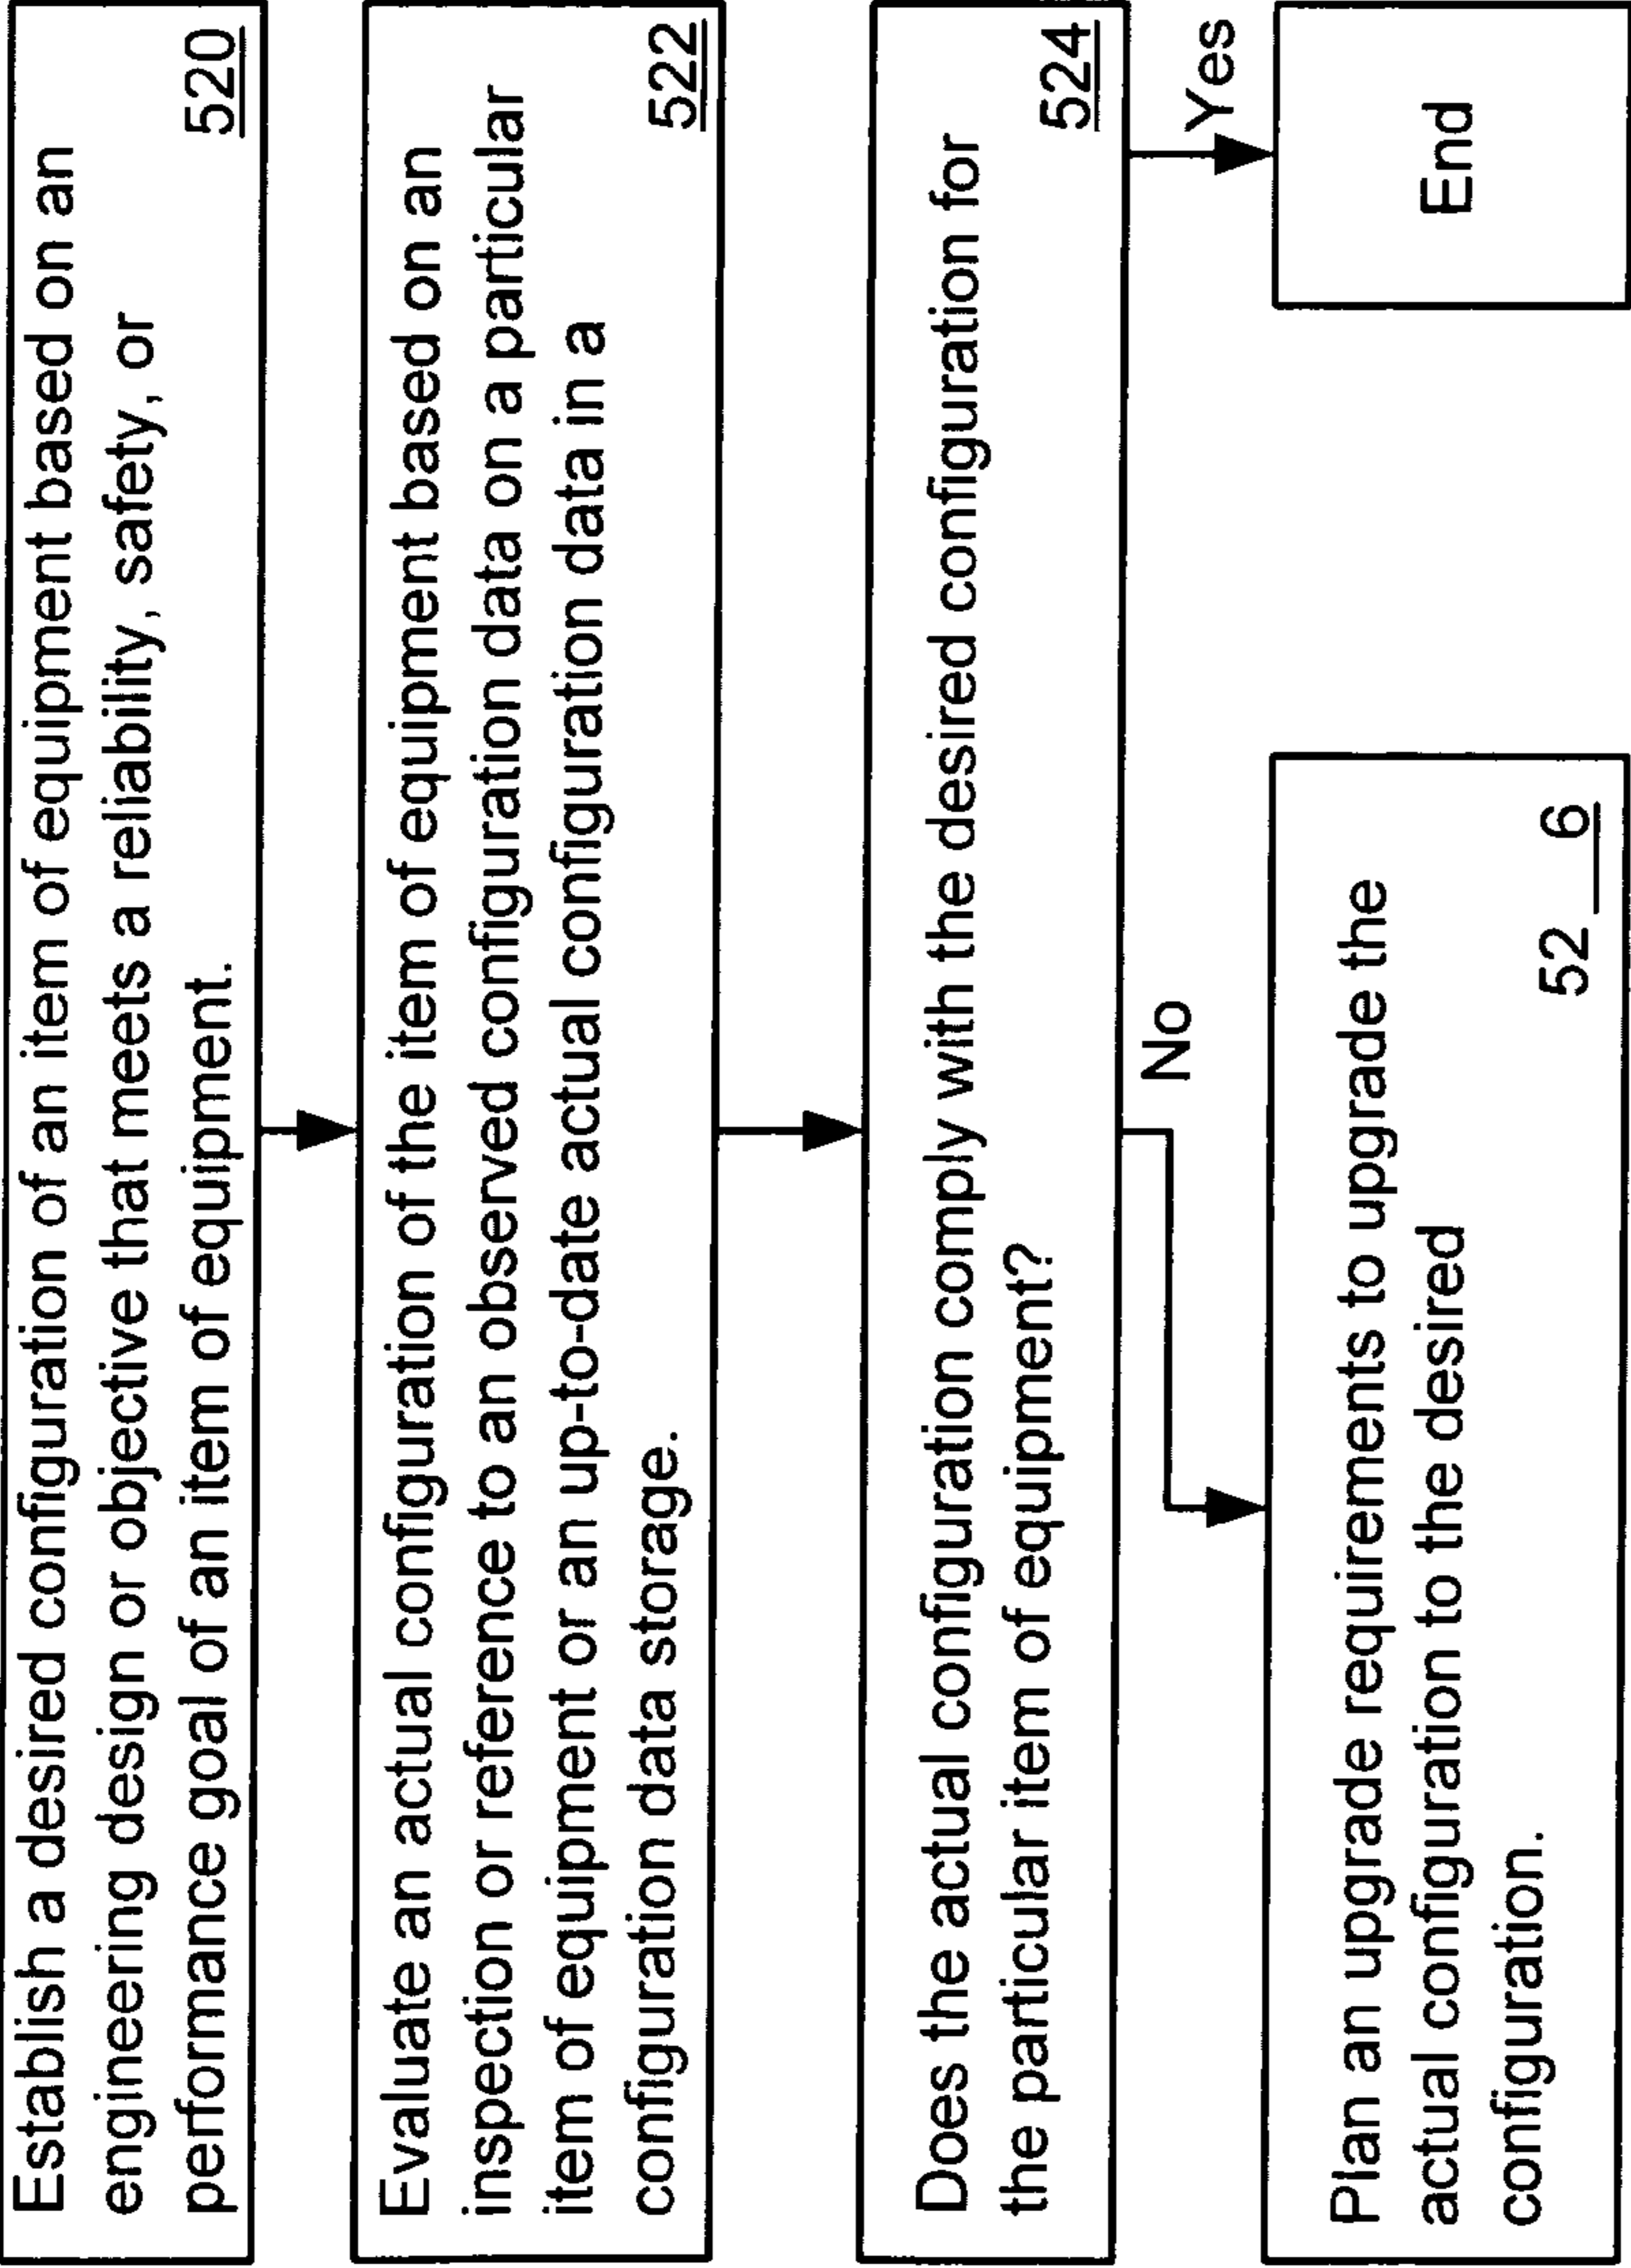 Establish a desired configuration of an item of equipment based on an
engineering design or objective that meets a reliability, safety, or
performance goal of an item of equipment.
520
Evaluate an actual configuration of the item of equipment based on an
inspection or reference to an observed configuration data on a particular
item of equipment or an up-to-date actual configuration data in a
configuration data storage.
522
Does the actual configuration comply with the desired configuration for
the particular item of equipment?
524
No
Yes
Plan an upgrade requirements to upgrade the
actual configuration to the desired
configuration.
52__6
End